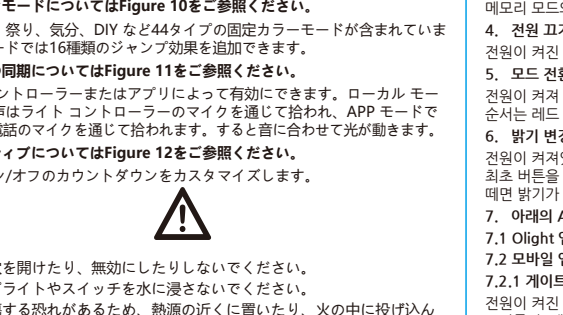 モードについてはFigure 10をご参照ください。
祭り、気分、DIY など44タイプの固定カラーモードが含まれていま
ードでは16種類のジャンプ効果を追加できます。
同期についてはFigure 11をご参照ください。
ントローラーまたはアプリによって有効にできます。ローカル モー
声はライト コントローラーのマイクを通じて拾われ、APP モードで
電話のマイクを通じて拾われます。すると音に合わせて光が動きます。
ィブについてはFigure 12をご参照ください。
ン/オフのカウントダウンをカスタマイズします。
を開けたり、無効にしたりしないでください。
ライトやスイッチを水に浸さないでください。
する恐れがあるため、熱源の近くに置いたり、火の中に投げ込ん
메모리 모드
4. 전원 끄기
전원이 켜진
5. 모드 전환
전원이 켜져
순서는 레드
6. 밝기 변경
전원이 켜져있
최초 버튼을
떼면 밝기가
7. 아래의 A
7.1 Olight
7.2 모바일
7.2.1 게이트
전원이 켜진